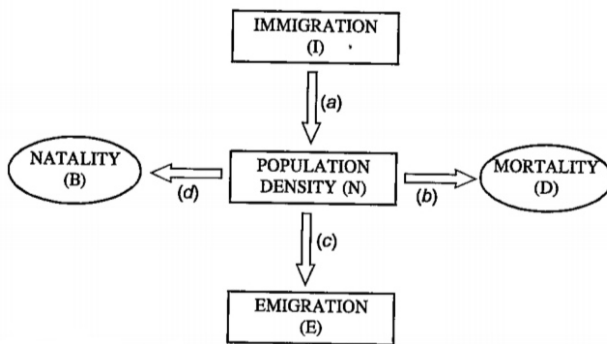 IMMIGRATION
(I)
(a)
NATALITY
(B)
(d)
POPULATION
DENSITY (N)
(b)
MORTALITY
(D)
(c)
EMIGRATION
(E)